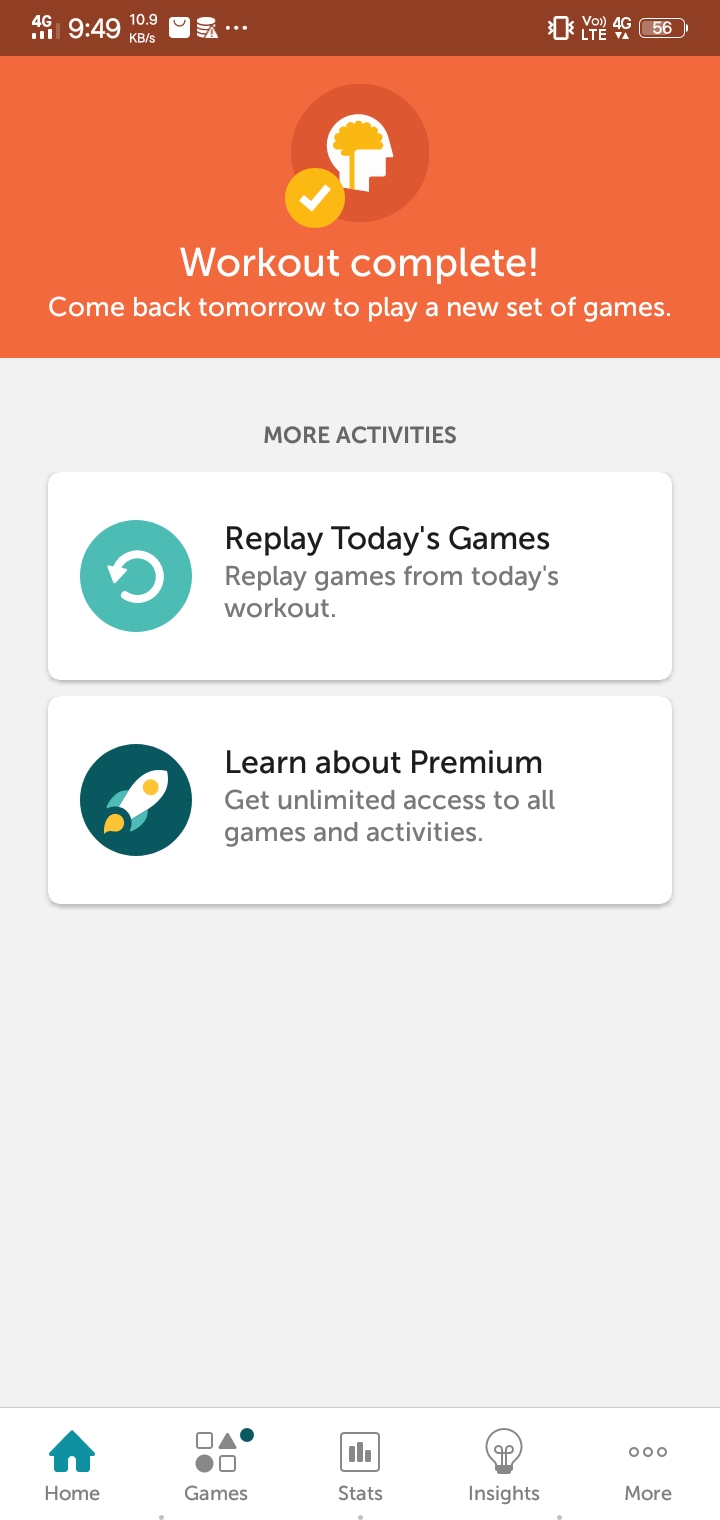 4G 9:49 10.9 KB/s Vo)) LTE 4G 56
Workout complete!
Come back tomorrow to play a new set of games.
MORE ACTIVITIES
Replay Today's Games
Replay games from today's
workout.
Learn about Premium
Get unlimited access to all
games and activities.
Home Games Stats Insights More